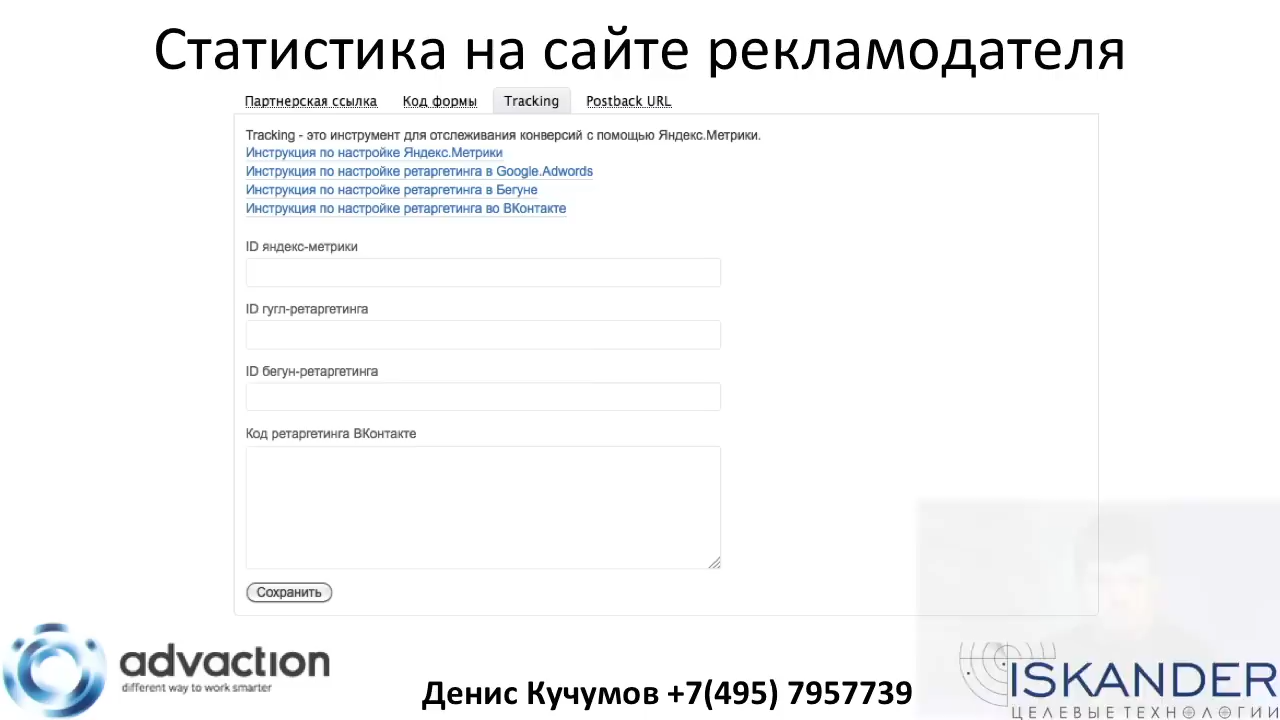 Статистика на сайте рекламодателя
Партнерская ссылка Код формы Tracking Postback URL
Tracking - это инструмент для отслеживания конверсий с помощью Яндекс.Метрики.
Инструкция по настройке Яндекс.Метрики
Инструкция по настройке ретаргетинга в Google.Adwords
Инструкция по настройке ретаргетинга в Бегуне
Инструкция по настройке ретаргетинга во ВКонтакте
ID яндекс-метрики
ID гугл-ретаргетинга
ID бегун-ретаргетинга
Код ретаргетинга ВКонтакте
Сохранить
advaction
different way to work smarter
Денис Кучумов +7(495) 7957739
ISKANDER
ЦЕЛЕВЫЕ ТЕХНОЛОГИИ